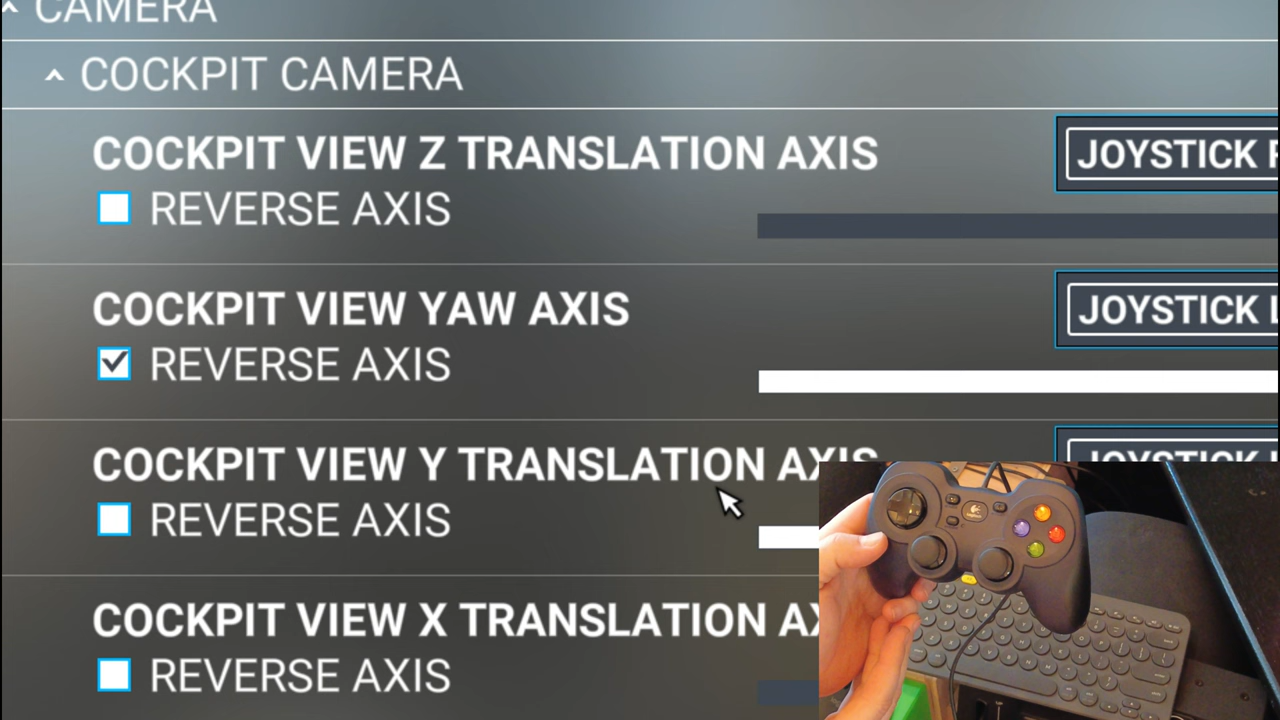 CAMERA
COCKPIT CAMERA
COCKPIT VIEW Z TRANSLATION AXIS
JOYSTICK
REVERSE AXIS
COCKPIT VIEW YAW AXIS
JOYSTICK
REVERSE AXIS
COCKPIT VIEW Y TRANSLATION AXIS
REVERSE AXIS
COCKPIT VIEW X TRANSLATION
REVERSE AXIS